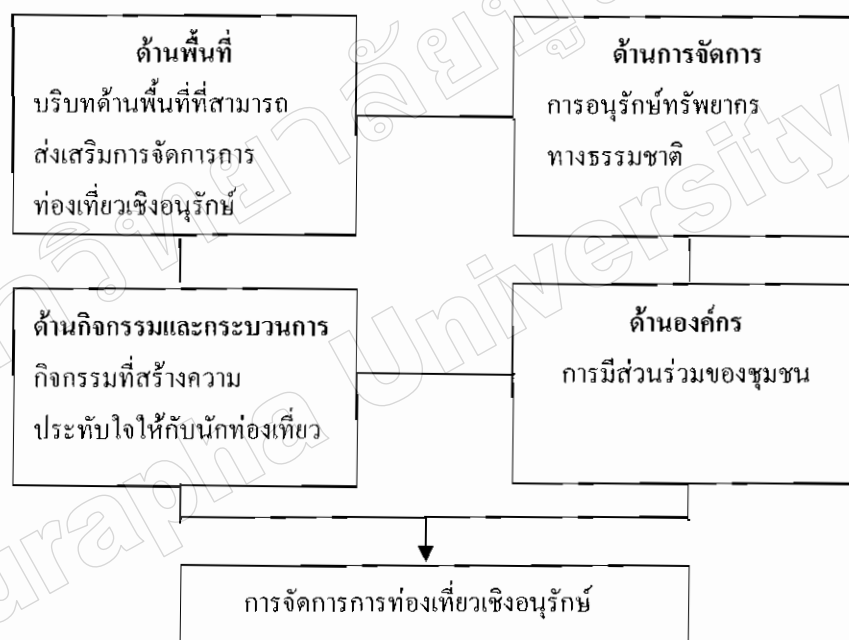 ด้านพื้นที่
บริบทด้านพื้นที่ที่สามารถ
ส่งเสริมการจัดการการ
ท่องเที่ยวเชิงอนุรักษ์
ด้านการจัดการ
การอนุรักษ์ทรัพยากร
ทางธรรมชาติ
ด้านกิจกรรมและกระบวนการ
กิจกรรมที่สร้างความ
ประทับใจให้กับนักท่องเที่ยว
ด้านองค์กร
การมีส่วนร่วมของชุมชน
การจัดการการท่องเที่ยวเชิงอนุรักษ์
urapha University